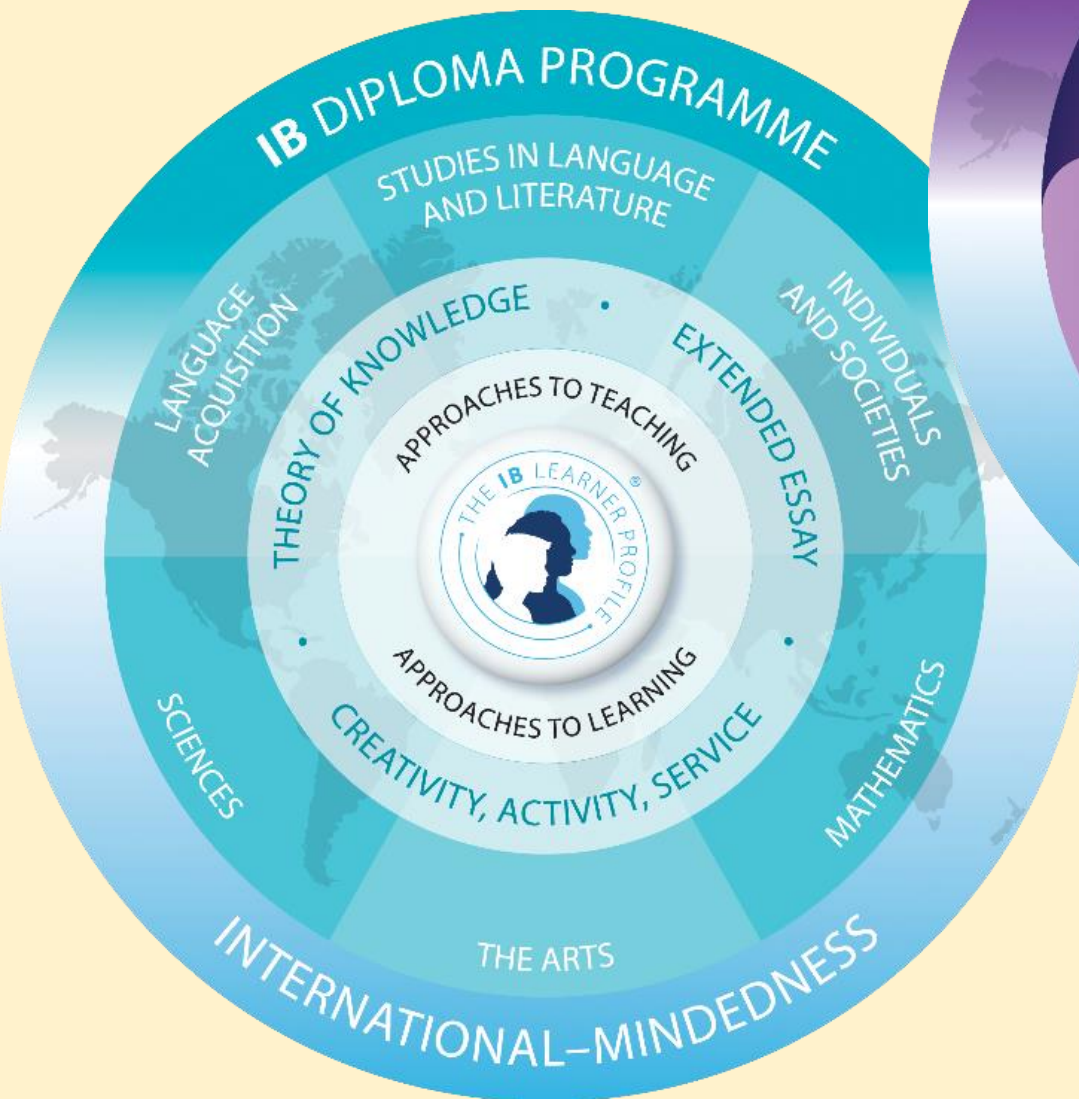 IB DIPLOMA PROGRAMME
STUDIES IN LANGUAGE
AND LITERATURE
LANGUAGE
ACQUISITION
INDIVIDUALS
AND SOCIETIES
THEORY OF KNOWLEDGE
•
EXTENDED ESSAY
•
CREATIVITY, ACTIVITY, SERVICE
•
APPROACHES TO TEACHING
THE IB LEARNER PROFILE ®
APPROACHES TO LEARNING
SCIENCES
MATHEMATICS
THE ARTS
INTERNATIONAL–MINDEDNESS